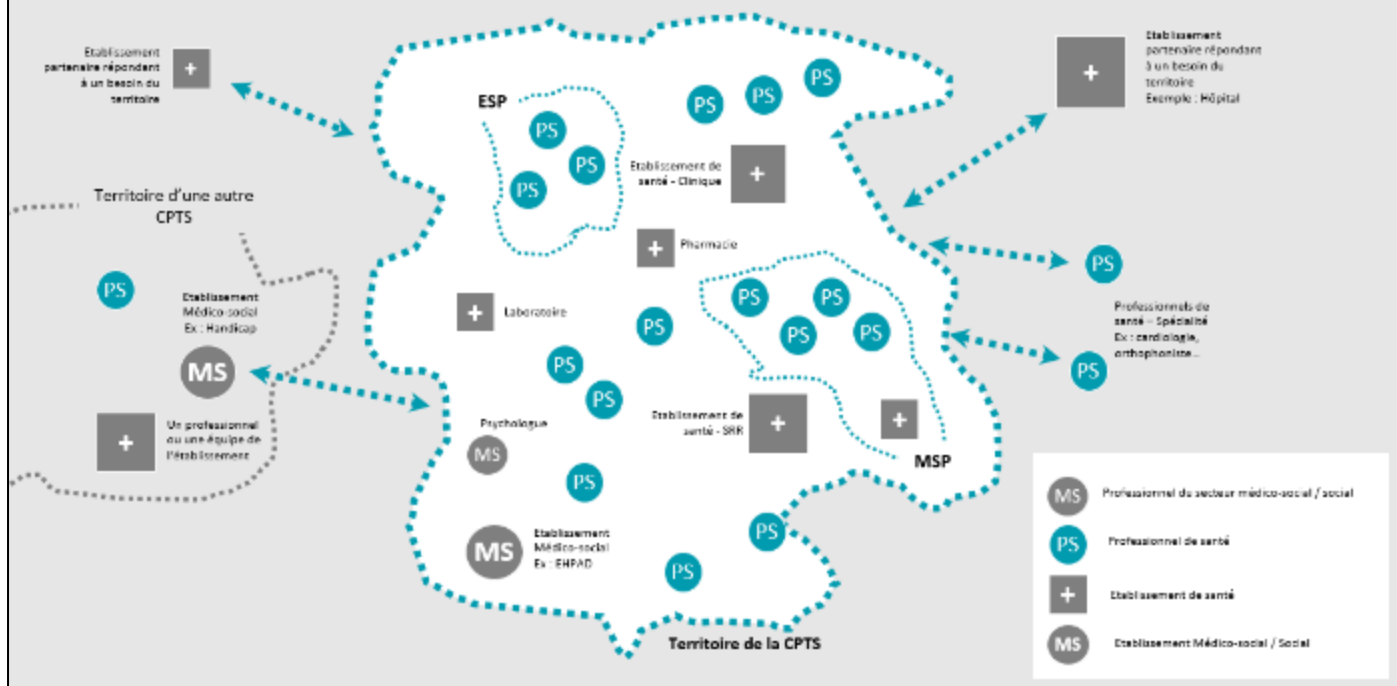 Etablissement
partenaire répondant
à un besoin du
territoire
+
ESP
PS
PS
PS
PS
PS
PS
Etablissement de
santé – Clinique
+
+
Etablissement
partenaire répondant
à un besoin du
territoire
Exemple : Hôpital
Territoire d'une autre
CPTS
PS
Etablissement
Médico-social
Ex : Handicap
MS
+
Un professionnel
ou une équipe de
l'établissement
+
Pharmacie
+
Laboratoire
PS
PS
PS
PS
PS
PS
PS
PS
PS
Professionnels de
santé – Spécialité
Ex : cardiologie,
orthophoniste...
PS
Psychologue
MS
Etablissement de
santé - SRR
+
+
MSP
PS
MS
Etablissement
Médico-social
Ex : EHPAD
PS
PS
Territoire de la CPTS
MS
Professionnel du secteur médico-social / social
PS
Professionnel de santé
+
Etablissement de santé
MS
Etablissement Médico-social / Social